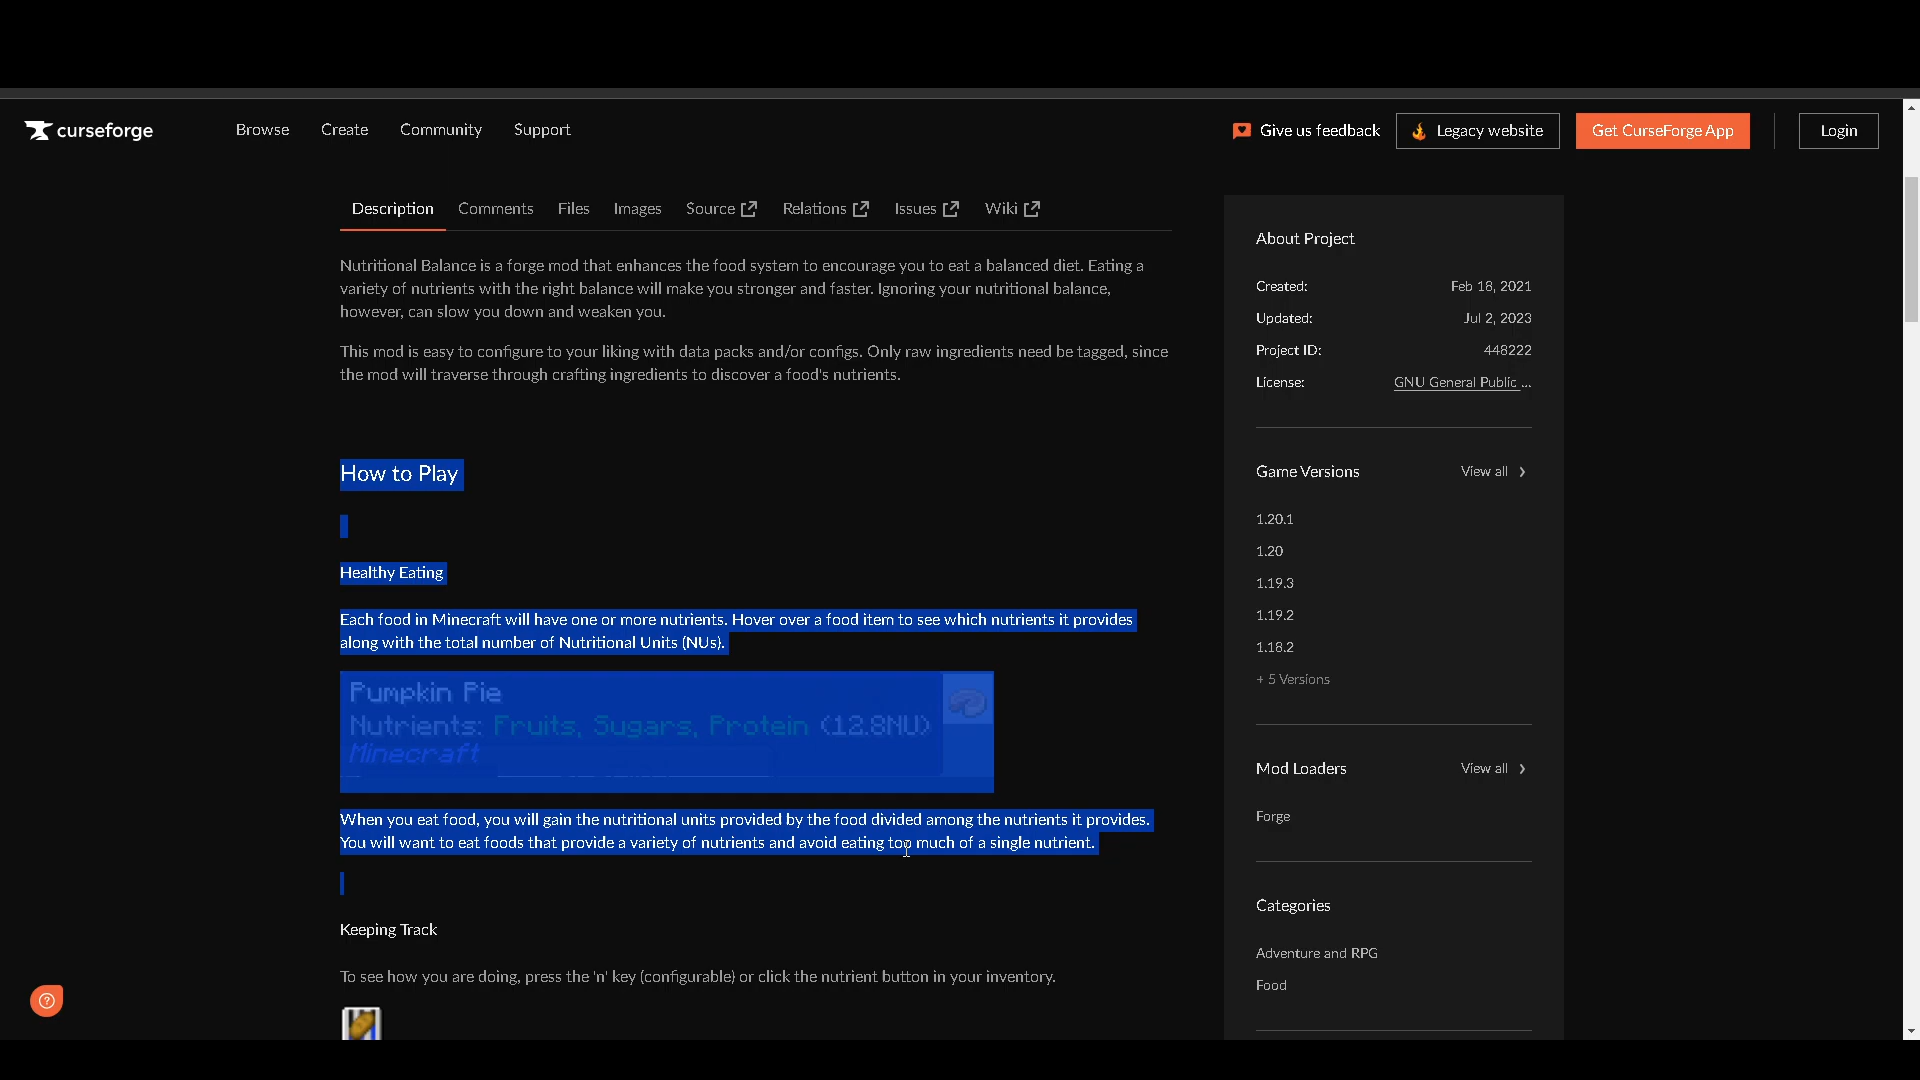 curseforge
Browse
Create
Community
Support
Give us feedback
Legacy website
Get CurseForge App
Login
Description
Comments
Files
Images
Source
Relations
Issues
Wiki
Nutritional Balance is a forge mod that enhances the food system to encourage you to eat a balanced diet. Eating a
variety of nutrients with the right balance will make you stronger and faster. Ignoring your nutritional balance,
however, can slow you down and weaken you.
This mod is easy to configure to your liking with data packs and/or configs. Only raw ingredients need be tagged, since
the mod will traverse through crafting ingredients to discover a food's nutrients.
How to Play
Healthy Eating
Each food in Minecraft will have one or more nutrients. Hover over a food item to see which nutrients it provides
along with the total number of Nutritional Units (NUs).
Pumpkin Pie
Nutrients: Fruits, Sugars, Protein (12.8NU)
Minecraft
When you eat food, you will gain the nutritional units provided by the food divided among the nutrients it provides.
You will want to eat foods that provide a variety of nutrients and avoid eating too much of a single nutrient.
Keeping Track
To see how you are doing, press the 'n' key (configurable) or click the nutrient button in your inventory.
About Project
Created: Feb 18, 2021
Updated: Jul 2, 2023
Project ID: 448222
License: GNU General Public ...
Game Versions View all
1.20.1
1.20
1.19.3
1.19.2
1.18.2
+ 5 Versions
Mod Loaders View all
Forge
Categories
Adventure and RPG
Food